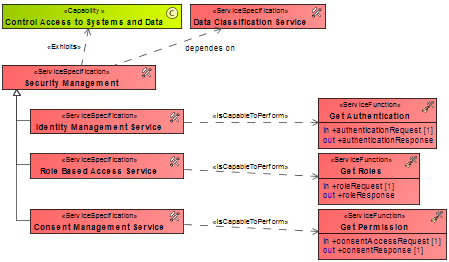 «Capability»
Control Access to Systems and Data
«ServiceSpecification»
Data Classification Service
«Exhibits»
dependes on
«ServiceSpecification»
Security Management
«ServiceSpecification»
Identity Management Service
«isCapableToPerform»
«ServiceFunction»
Get Authentication
in +authenticationRequest [1]
out +authenticationResponse
«ServiceSpecification»
Role Based Access Service
«isCapableToPerform»
«ServiceFunction»
Get Roles
in +roleRequest [1]
out +roleResponse
«ServiceSpecification»
Consent Management Service
«isCapableToPerform»
«ServiceFunction»
Get Permission
in +consentAccessRequest [1]
out +consentResponse [1]